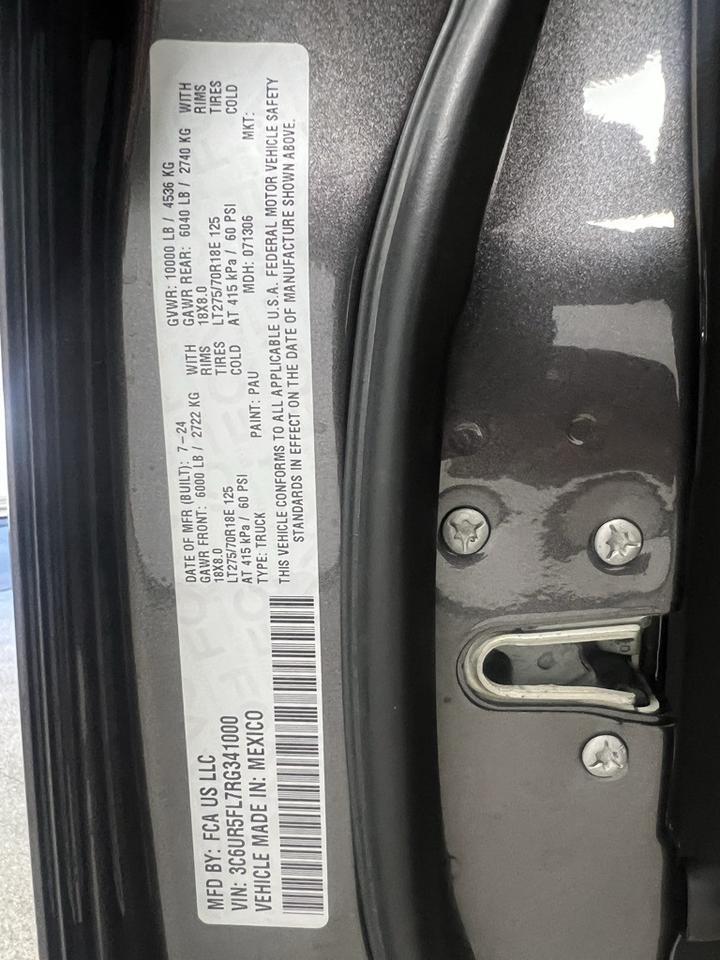 MFD BY: FCA US LLC
VIN: 3C6UR5FL7RG341000
VEHICLE MADE IN: MEXICO
DATE OF MFR (BUILT): 7-24
GVWR: 10000 LB / 4536 KG
GAWR FRONT: 6000 LB / 2722 KG WITH
GAWR REAR: 6040 LB / 2740 KG WITH
18X8.0 RIMS
18X8.0 RIMS
LT275/70R18E 125 TIRES
LT275/70R18E 125 TIRES
AT 415 kPa / 60 PSI COLD
AT 415 kPa / 60 PSI COLD
TYPE: TRUCK PAINT: PAU MDH: 071306 MKT:
THIS VEHICLE CONFORMS TO ALL APPLICABLE U.S.A. FEDERAL MOTOR VEHICLE SAFETY
STANDARDS IN EFFECT ON THE DATE OF MANUFACTURE SHOWN ABOVE.